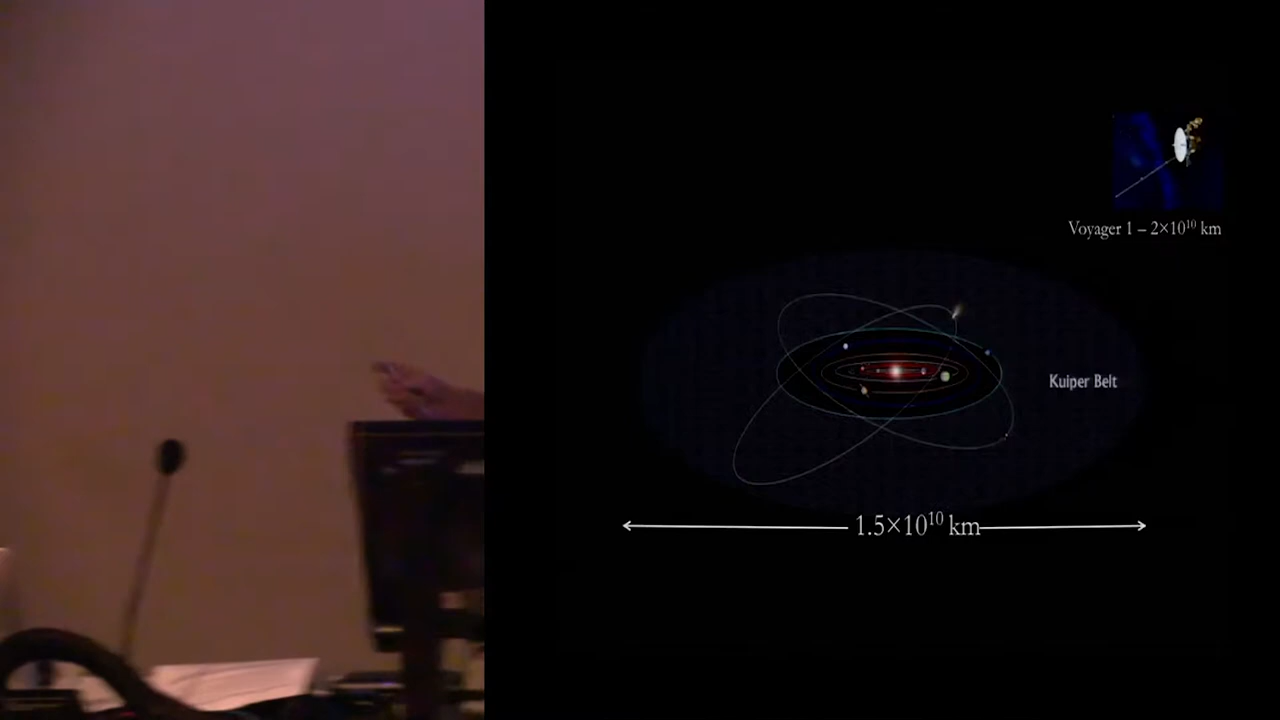 Voyager 1 – 2×10¹⁰ km
Kuiper Belt
1.5×10¹⁰ km